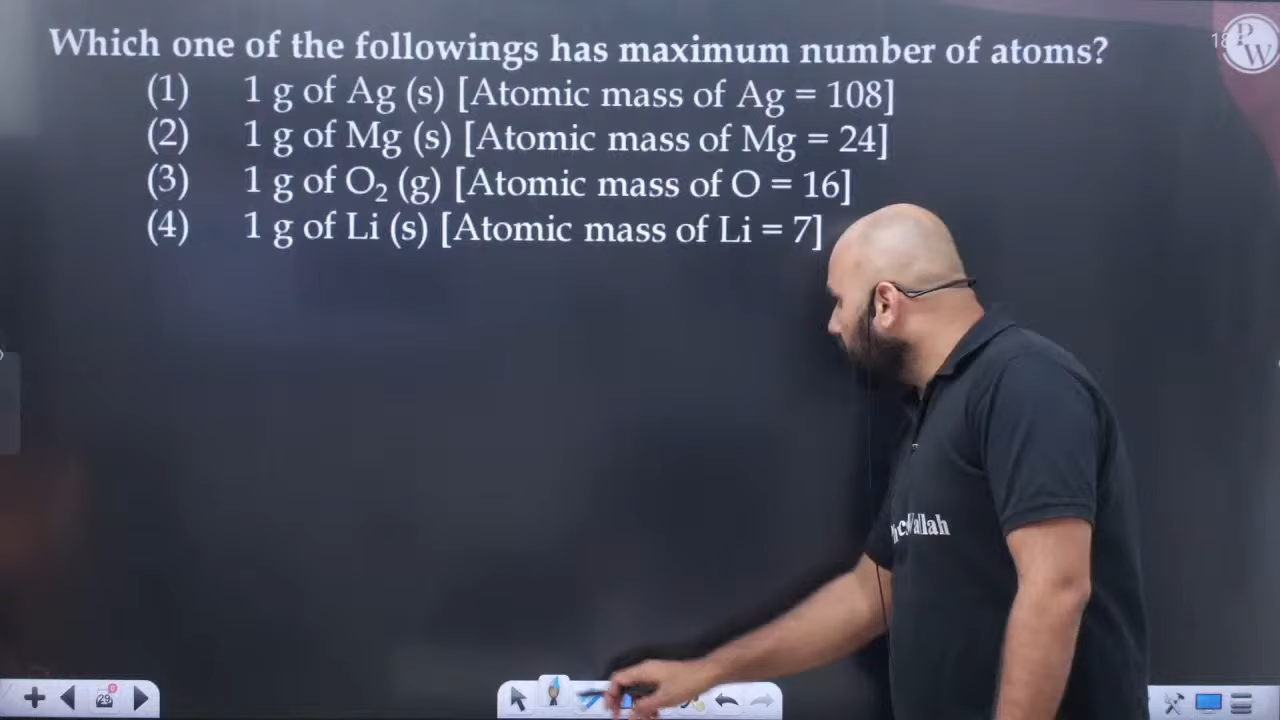 Which one of the followings has maximum number of atoms?
(1) 1 g of Ag (s) [Atomic mass of Ag = 108]
(2) 1 g of Mg (s) [Atomic mass of Mg = 24]
(3) 1 g of O₂ (g) [Atomic mass of O = 16]
(4) 1 g of Li (s) [Atomic mass of Li = 7]
PW
29